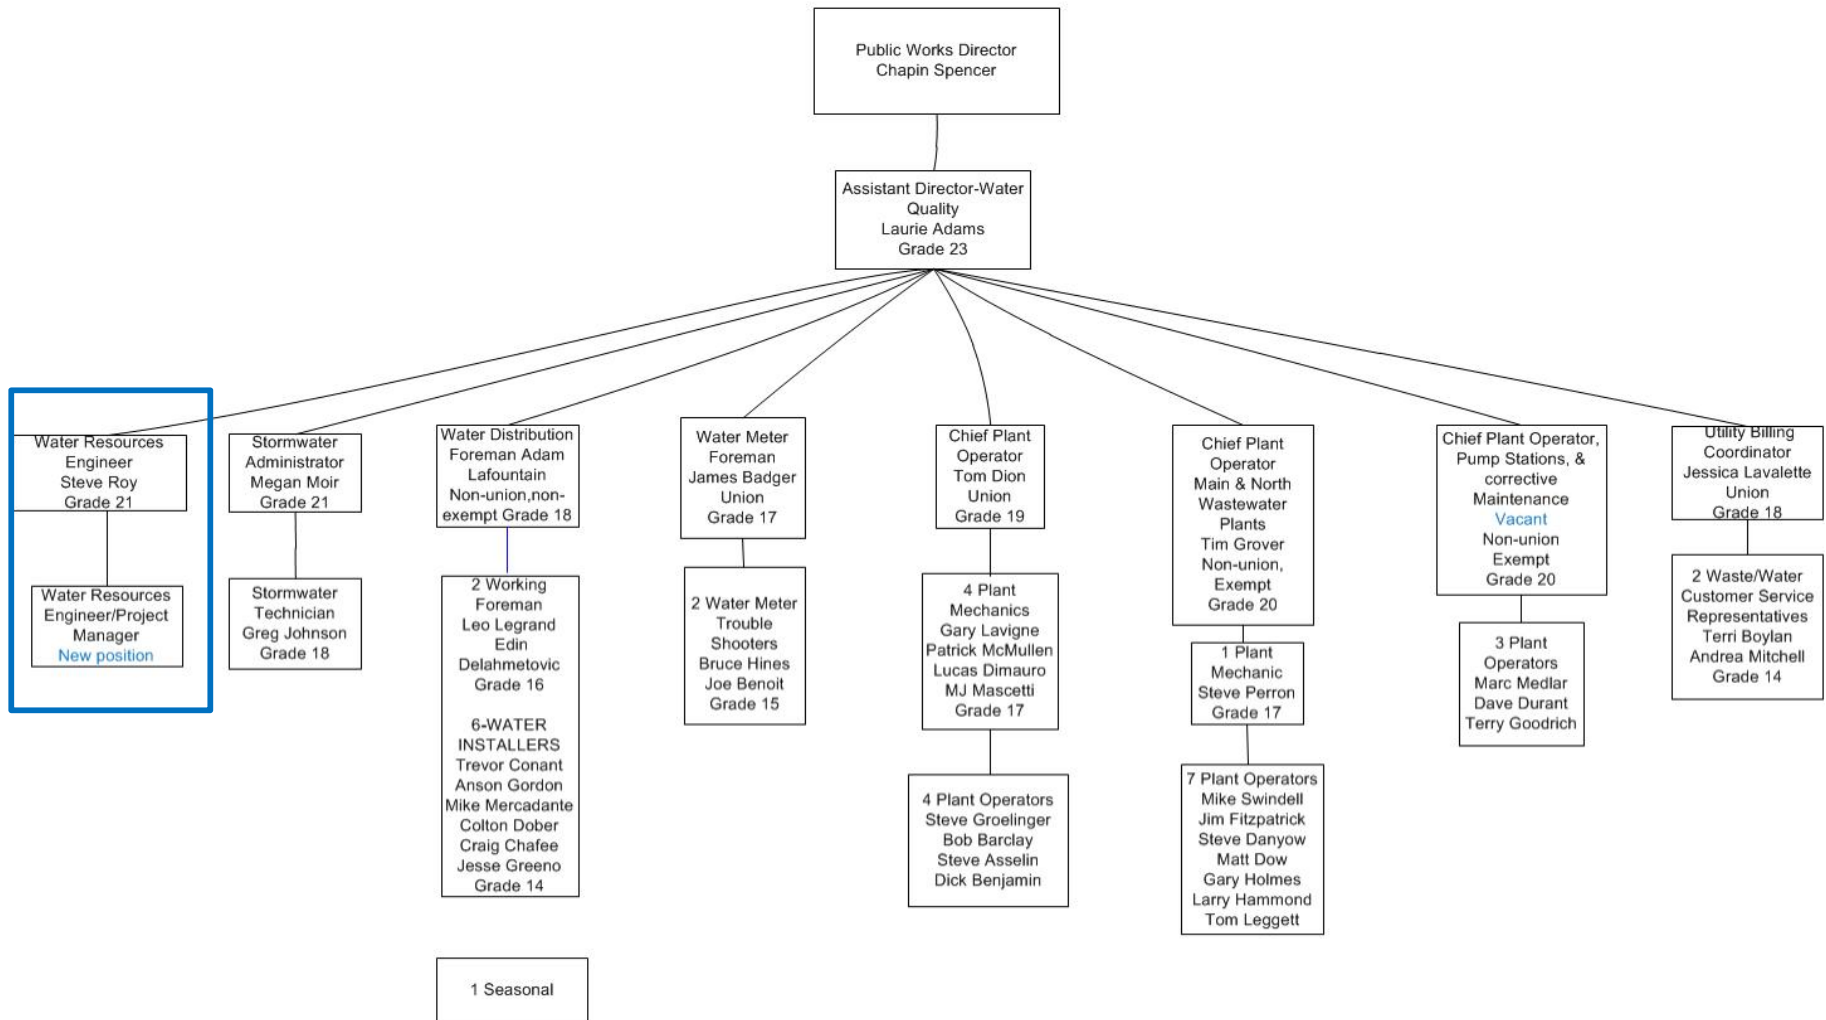 Public Works Director
Chapin Spencer
Assistant Director-Water
Quality
Laurie Adams
Grade 23
Water Resources
Engineer
Steve Roy
Grade 21
Water Resources
Engineer/Project
Manager
New position
Stormwater
Administrator
Megan Moir
Grade 21
Stormwater
Technician
Greg Johnson
Grade 18
Water Distribution
Foreman Adam
Lafountain
Non-union,non-
exempt Grade 18
2 Working
Foreman
Leo Legrand
Edin
Delahmetovic
Grade 16
6-WATER
INSTALLERS
Trevor Conant
Anson Gordon
Mike Mercadante
Colton Dober
Craig Chafee
Jesse Greeno
Grade 14
1 Seasonal
Water Meter
Foreman
James Badger
Union
Grade 17
2 Water Meter
Trouble
Shooters
Bruce Hines
Joe Benoit
Grade 15
Chief Plant
Operator
Tom Dion
Union
Grade 19
4 Plant
Mechanics
Gary Lavigne
Patrick McMullen
Lucas Dimauro
MJ Mascetti
Grade 17
4 Plant Operators
Steve Groelinger
Bob Barclay
Steve Asselin
Dick Benjamin
Chief Plant
Operator
Main & North
Wastewater
Plants
Tim Grover
Non-union,
Exempt
Grade 20
1 Plant
Mechanic
Steve Perron
Grade 17
7 Plant Operators
Mike Swindell
Jim Fitzpatrick
Steve Danyow
Matt Dow
Gary Holmes
Larry Hammond
Tom Leggett
Chief Plant Operator,
Pump Stations, &
corrective
Maintenance
Vacant
Non-union
Exempt
Grade 20
3 Plant
Operators
Marc Medlar
Dave Durant
Terry Goodrich
Utility Billing
Coordinator
Jessica Lavalette
Union
Grade 18
2 Waste/Water
Customer Service
Representatives
Terri Boylan
Andrea Mitchell
Grade 14